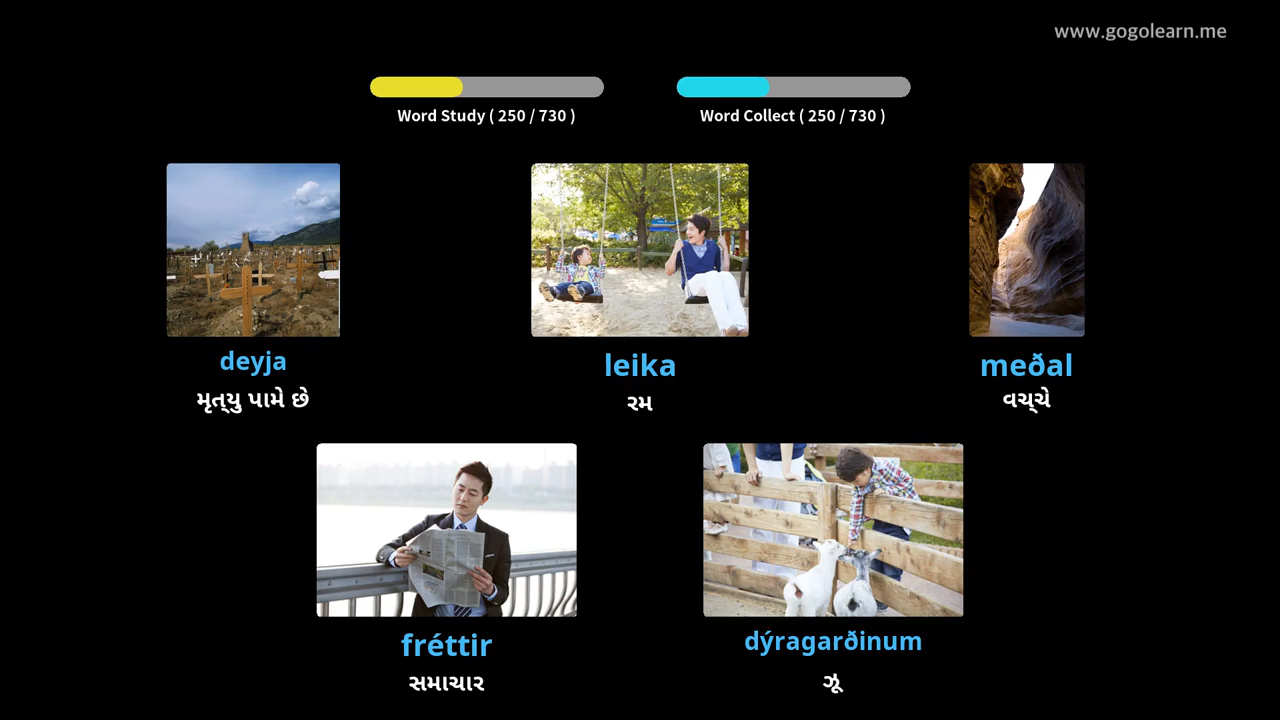 www.gogolearn.me
Word Study ( 250 / 730 )
Word Collect ( 250 / 730 )
deyja
મૃત્યુ પામે છે
leika
રમ
meðal
વચ્ચે
fréttir
સમાચાર
dýragarðinum
ઝૂ